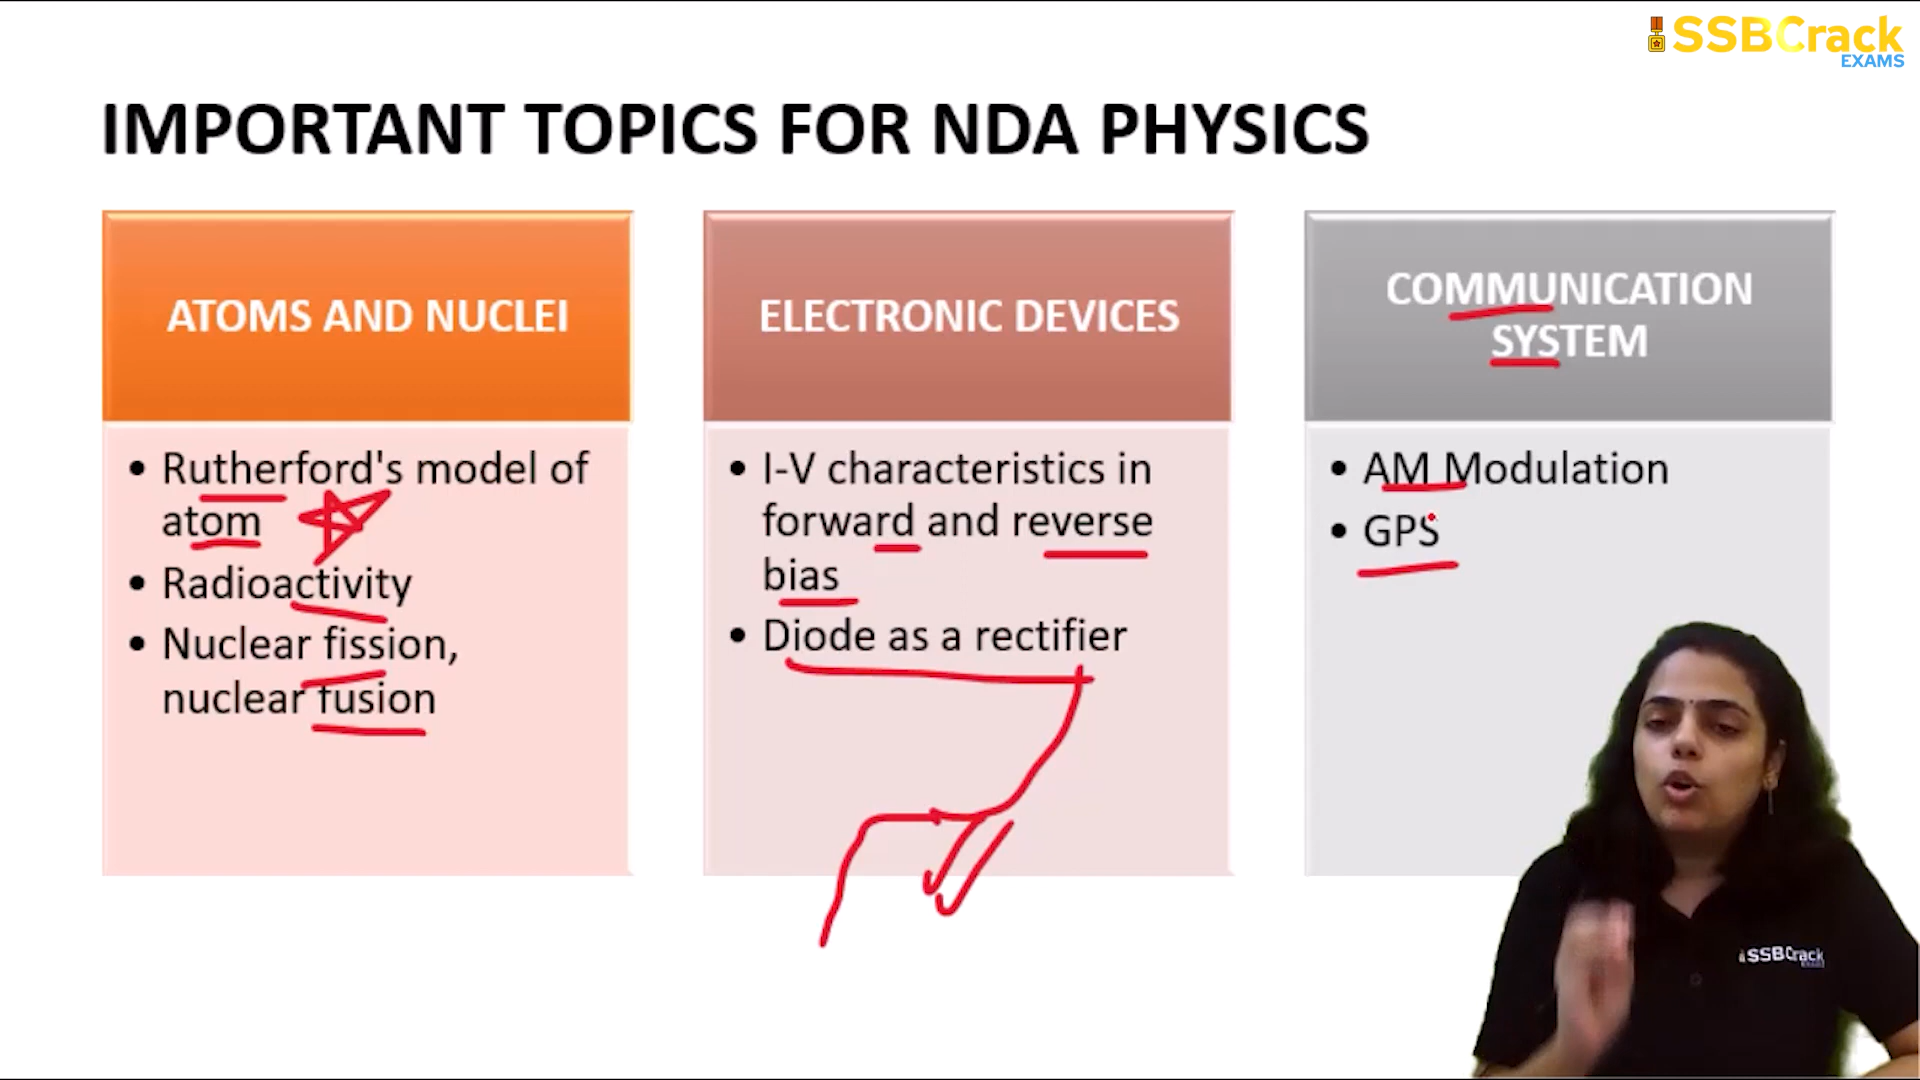 SSBCrack
EXAMS
IMPORTANT TOPICS FOR NDA PHYSICS
ATOMS AND NUCLEI
• Rutherford's model of
atom
• Radioactivity
• Nuclear fission,
nuclear fusion
ELECTRONIC DEVICES
• I-V characteristics in
forward and reverse
bias
• Diode as a rectifier
COMMUNICATION
SYSTEM
• AM Modulation
• GPS
SSBCrack
EXAMS